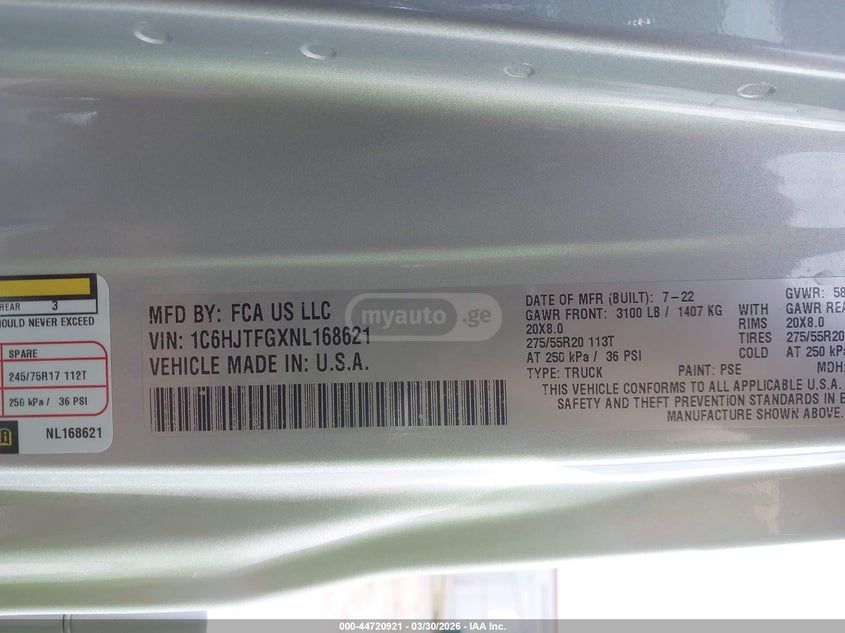 REAR 3
OULD NEVER EXCEED
SPARE
245/75R17 112T
250 kPa / 36 PSI
NL168621
MFD BY: FCA US LLC
VIN: 1C6HJTFGXNL168621
VEHICLE MADE IN: U.S.A.
myauto.ge
DATE OF MFR (BUILT): 7-22
GAWR FRONT: 3100 LB / 1407 KG
20X8.0
275/55R20 113T
AT 250 kPa / 36 PSI
TYPE: TRUCK
PAINT: PSE
WITH
RIMS
TIRES
COLD
GVWR: 58
GAWR REA
20X8.0
275/55R20
AT 250 kP
MDH:
THIS VEHICLE CONFORMS TO ALL APPLICABLE U.S.A.
SAFETY AND THEFT PREVENTION STANDARDS IN E
MANUFACTURE SHOWN ABOVE.
000-44720921 - 03/30/2026 - IAA Inc.